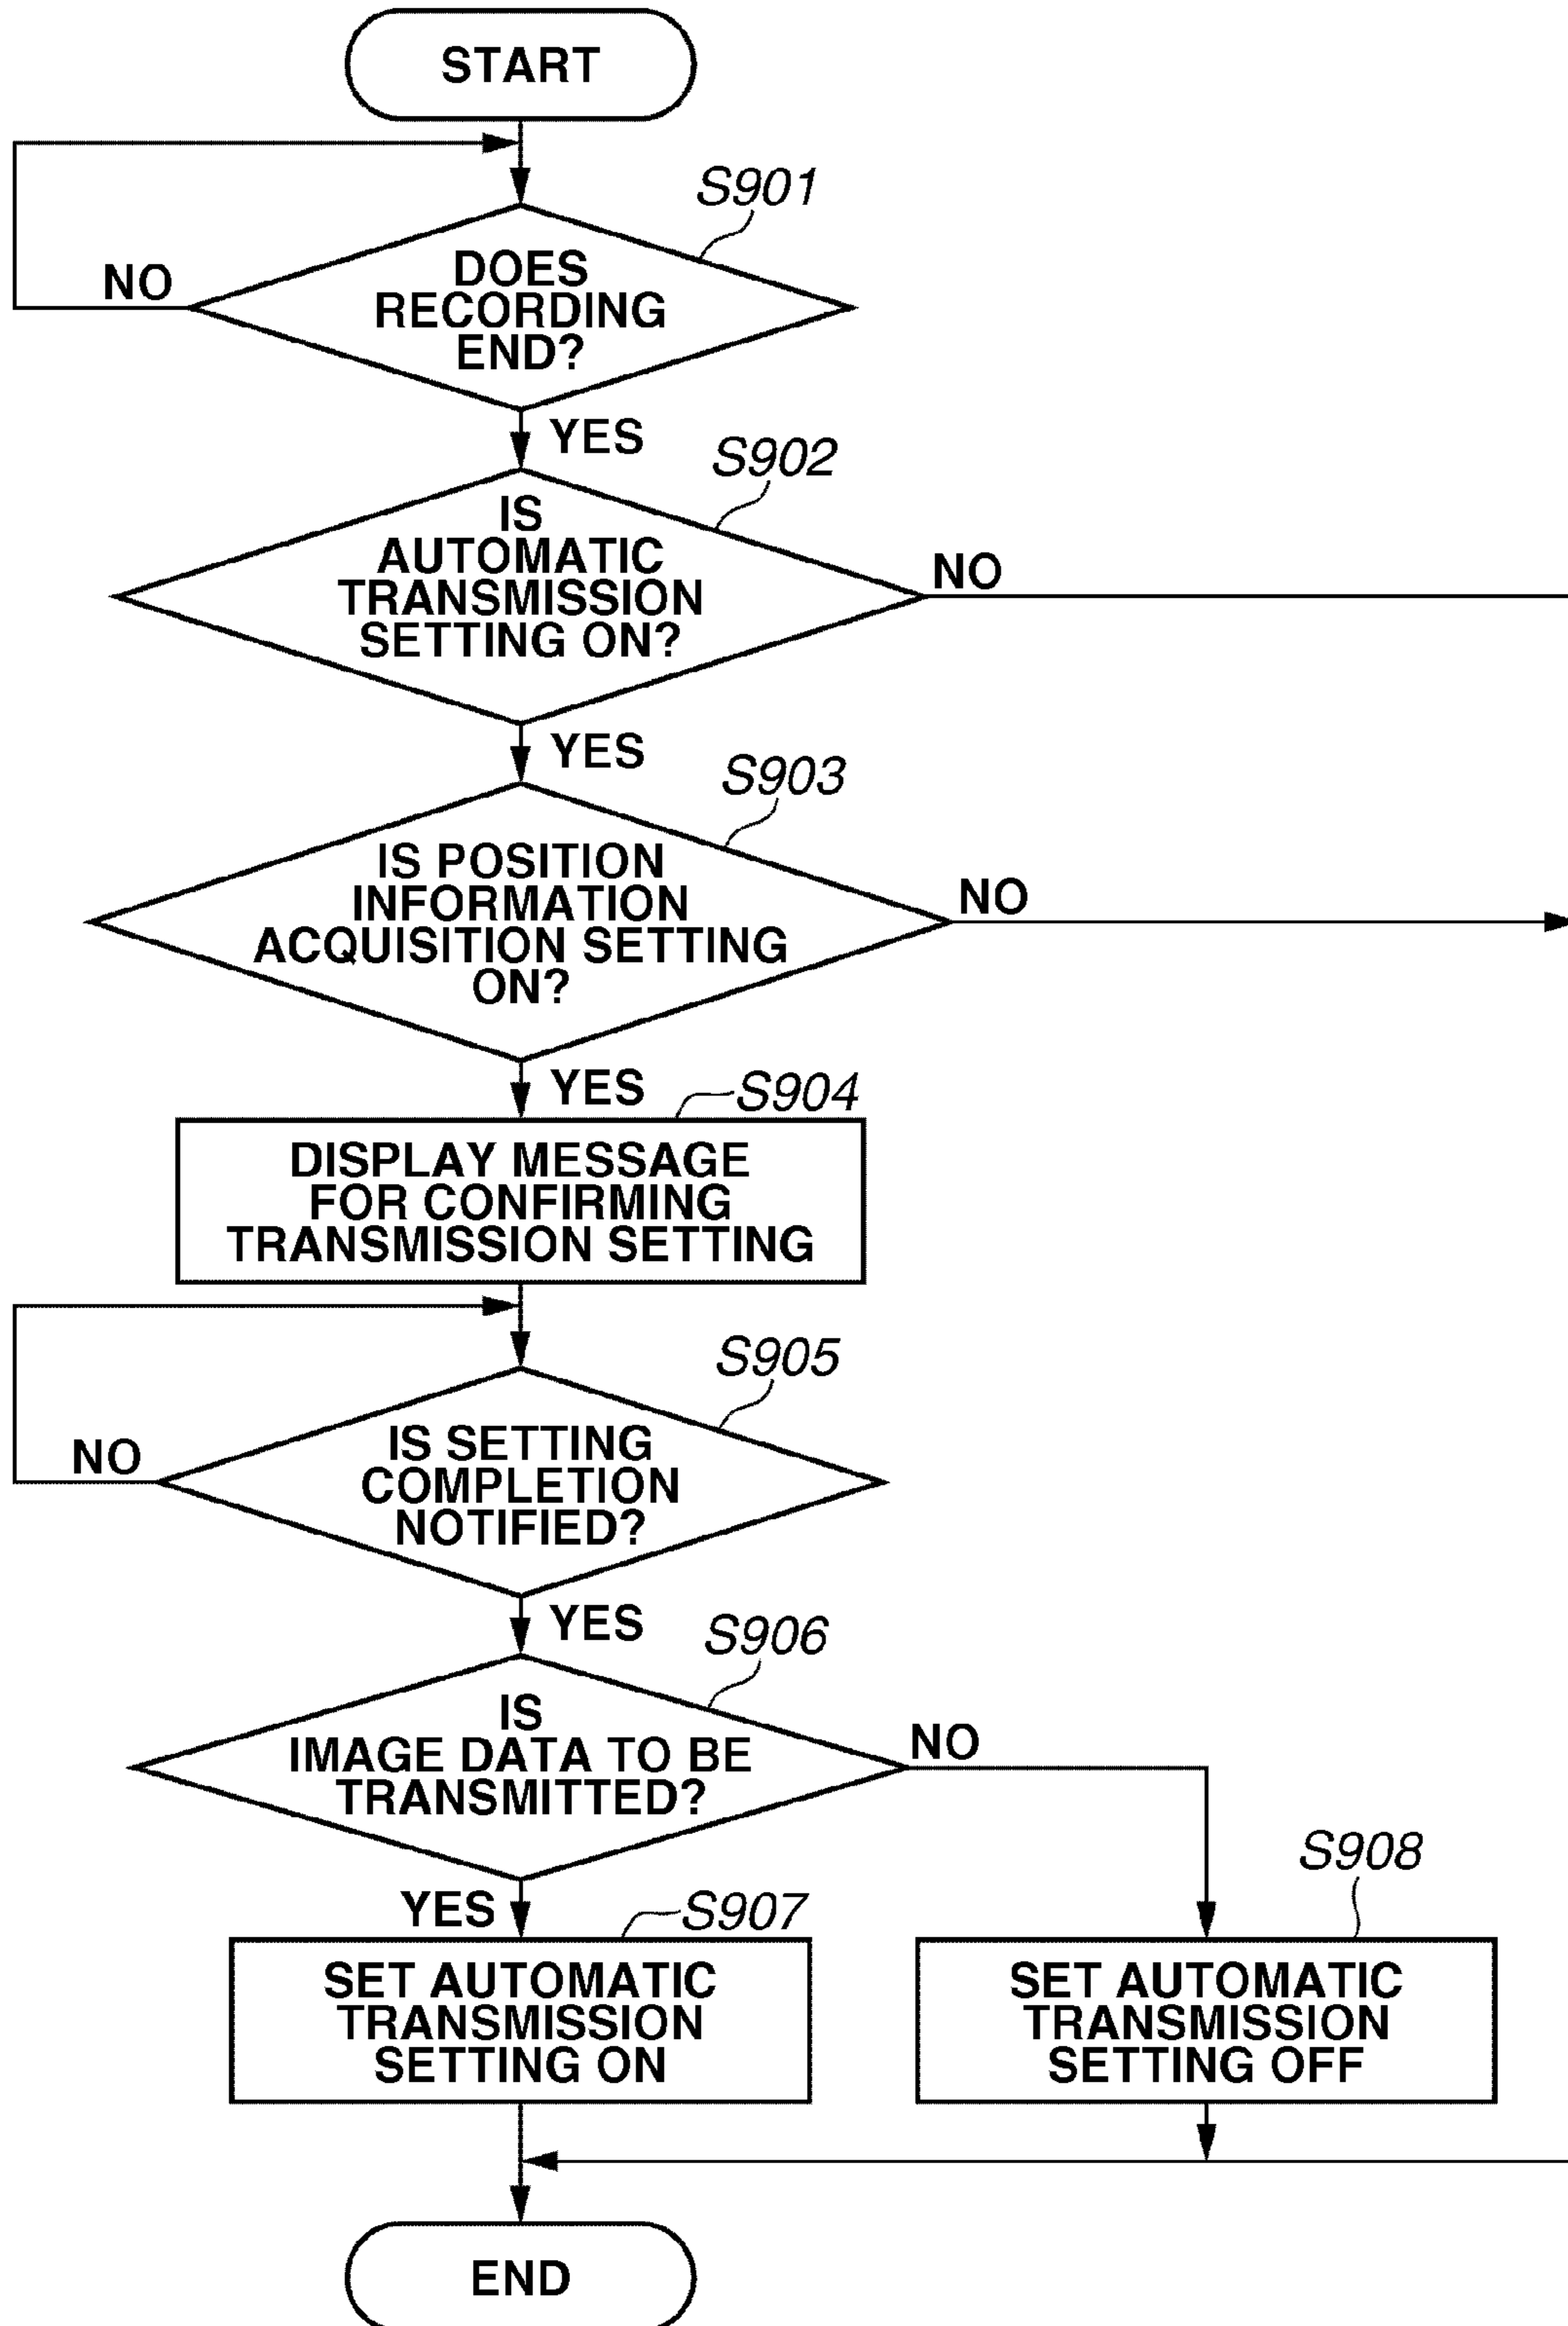 START
S901
DOES
RECORDING
END?
NO
YES
S902
IS
AUTOMATIC
TRANSMISSION
SETTING ON?
NO
YES
S903
IS POSITION
INFORMATION
ACQUISITION SETTING
ON?
NO
YES
S904
DISPLAY MESSAGE
FOR CONFIRMING
TRANSMISSION SETTING
S905
IS SETTING
COMPLETION
NOTIFIED?
NO
YES
S906
IS
IMAGE DATA TO BE
TRANSMITTED?
NO
YES
S907
SET AUTOMATIC
TRANSMISSION
SETTING ON
S908
SET AUTOMATIC
TRANSMISSION
SETTING OFF
END